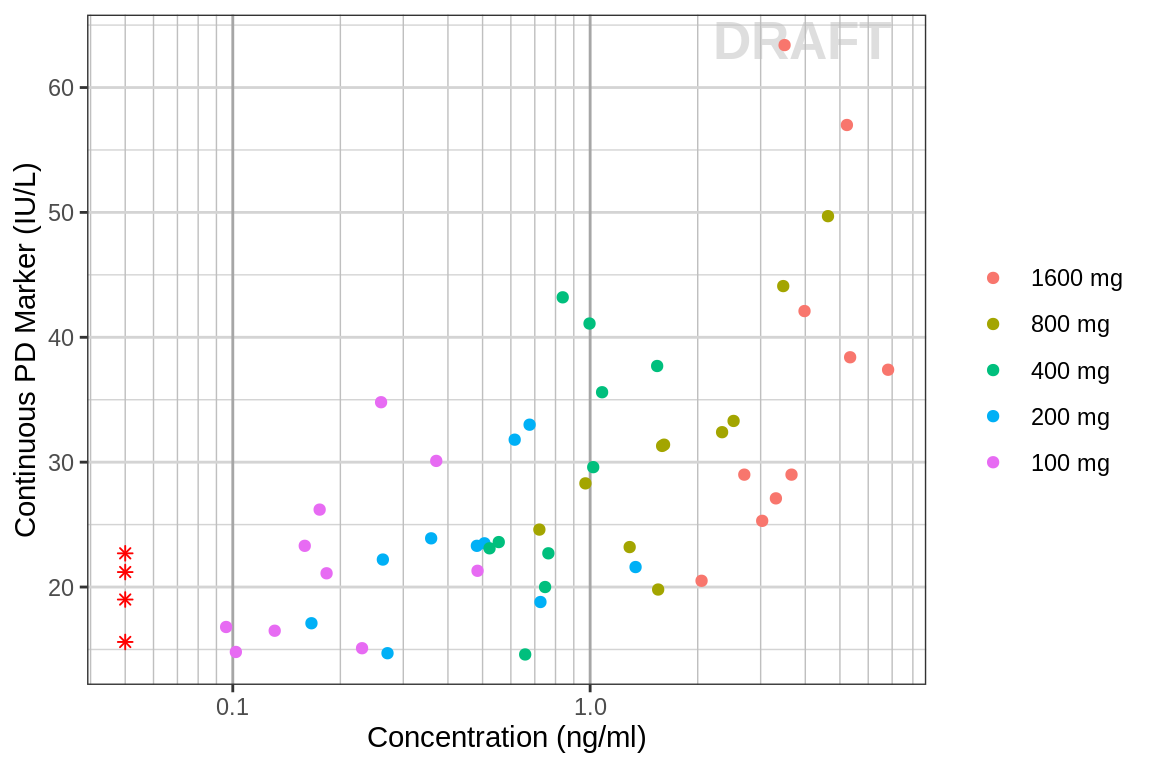 DRAFT
60
50
40
30
20
0.1
1.0
Continuous PD Marker (IU/L)
Concentration (ng/ml)
1600 mg
800 mg
400 mg
200 mg
100 mg